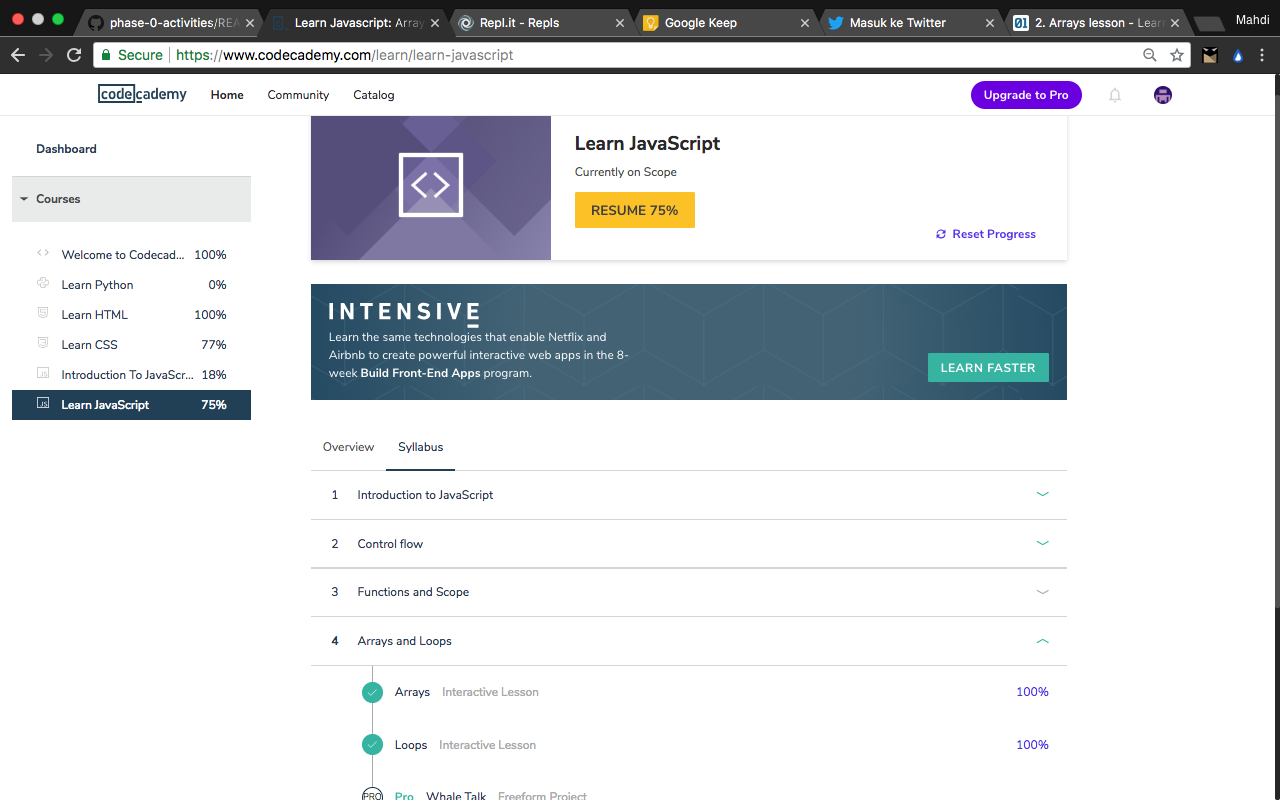 phase-0-activities/REA
Learn Javascript: Array
Repl.it - Repls
Google Keep
Masuk ke Twitter
01 2. Arrays lesson - Lear
Mahdi
Secure https://www.codecademy.com/learn/learn-javascript
codecademy Home Community Catalog Upgrade to Pro
Dashboard
Courses
Welcome to Codecad... 100%
Learn Python 0%
Learn HTML 100%
Learn CSS 77%
Introduction To JavaScr... 18%
JS Learn JavaScript 75%
Learn JavaScript
Currently on Scope
RESUME 75%
Reset Progress
INTENSIVE
Learn the same technologies that enable Netflix and
Airbnb to create powerful interactive web apps in the 8-
week Build Front-End Apps program.
LEARN FASTER
Overview Syllabus
1 Introduction to JavaScript
2 Control flow
3 Functions and Scope
4 Arrays and Loops
Arrays Interactive Lesson 100%
Loops Interactive Lesson 100%
PRO Pro Whale Talk Freeform Project